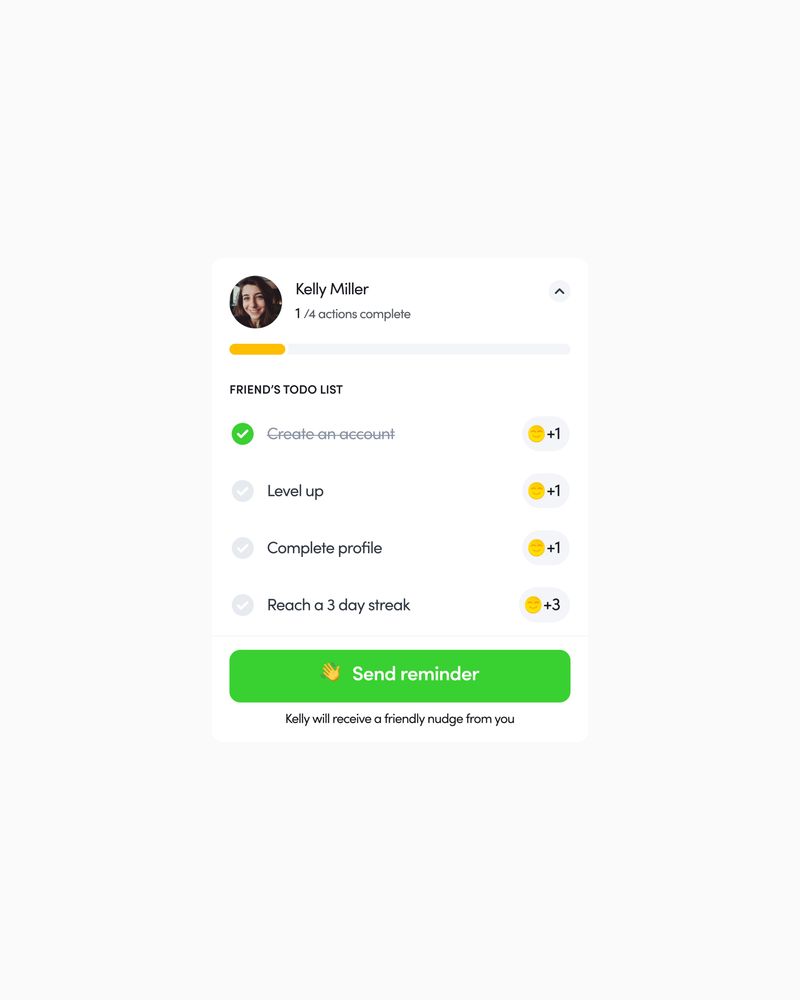 Kelly Miller
1 /4 actions complete
FRIEND’S TODO LIST
Create an account
+1
Level up
+1
Complete profile
+1
Reach a 3 day streak
+3
Send reminder
Kelly will receive a friendly nudge from you